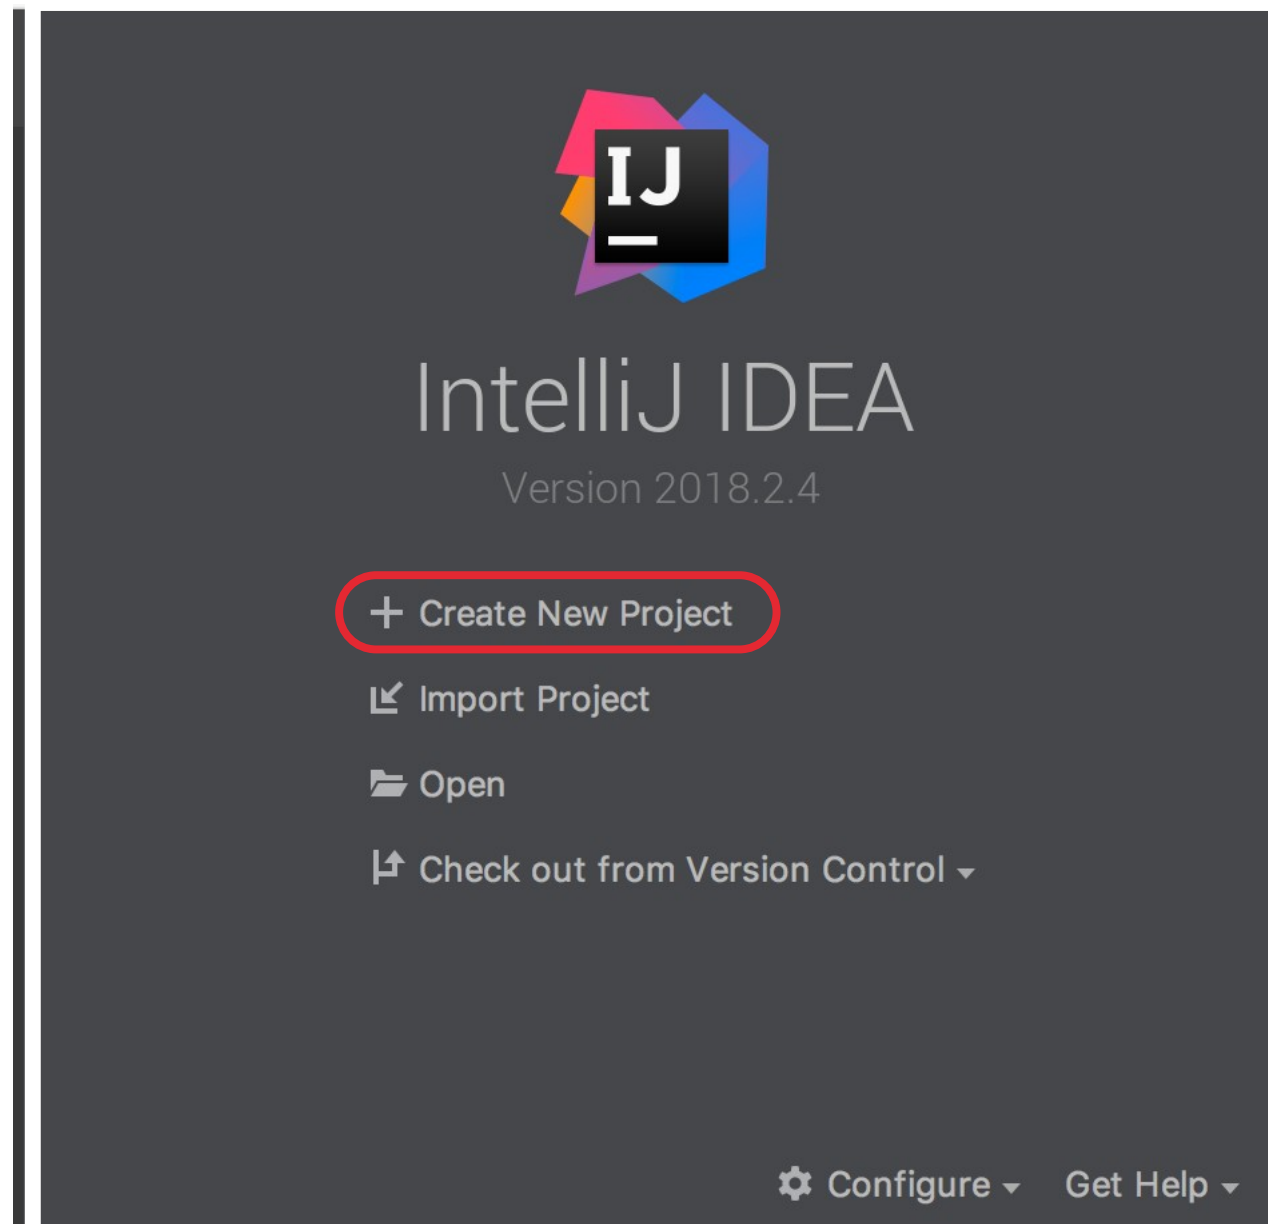 IJ
IntelliJ IDEA
Version 2018.2.4
Create New Project
Import Project
Open
Check out from Version Control
Configure Get Help